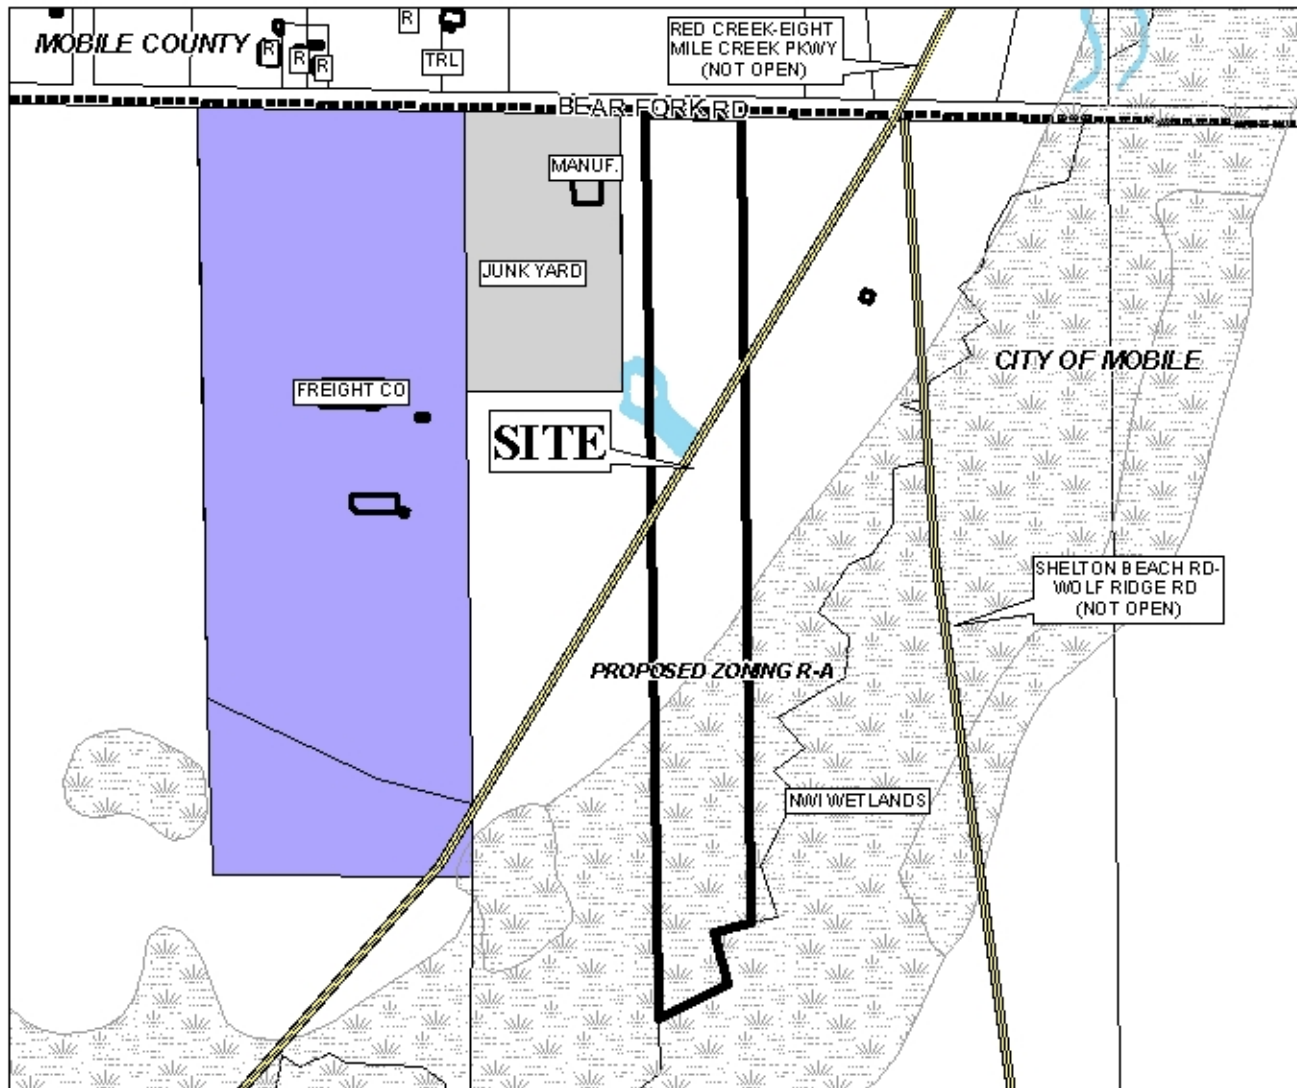 R
RED CREEK-EIGHT
MILE CREEK PKWY
(NOT OPEN)
MOBILE COUNTY
R
R
R
TRL
BEAR FORK RD
MANUF.
JUNK YARD
CITY OF MOBILE
FREIGHT CO
SITE
SHELTON BEACH RD-
WOLF RIDGE RD
(NOT OPEN)
PROPOSED ZONING R-A
NWI WETLANDS